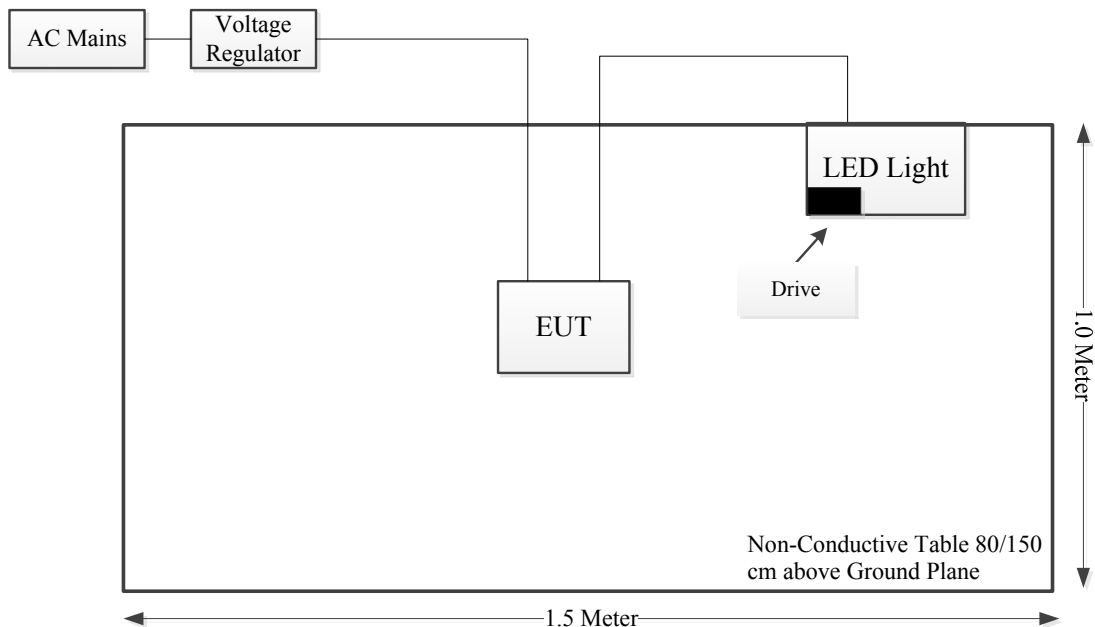 AC Mains
Voltage
Regulator
LED Light
Drive
EUT
1.0 Meter
Non-Conductive Table 80/150
cm above Ground Plane
1.5 Meter